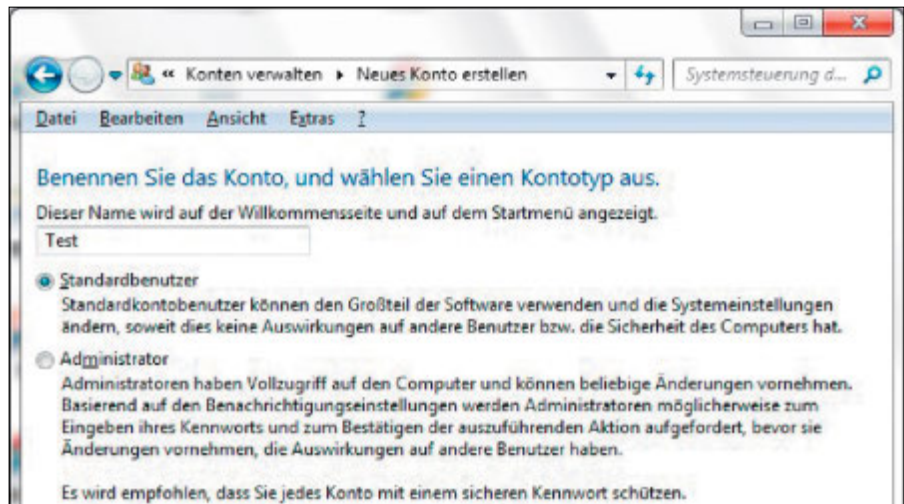 « Konten verwalten ▸ Neues Konto erstellen
Systemsteuerung d...
Datei Bearbeiten Ansicht Extras ?
Benennen Sie das Konto, und wählen Sie einen Kontotyp aus.
Dieser Name wird auf der Willkommensseite und auf dem Startmenü angezeigt.
Test
Standardbenutzer
Standardkontobenutzer können den Großteil der Software verwenden und die Systemeinstellungen
ändern, soweit dies keine Auswirkungen auf andere Benutzer bzw. die Sicherheit des Computers hat.
Administrator
Administratoren haben Vollzugriff auf den Computer und können beliebige Änderungen vornehmen.
Basierend auf den Benachrichtigungseinstellungen werden Administratoren möglicherweise zum
Eingeben ihres Kennworts und zum Bestätigen der auszuführenden Aktion aufgefordert, bevor sie
Änderungen vornehmen, die Auswirkungen auf andere Benutzer haben.
Es wird empfohlen, dass Sie jedes Konto mit einem sicheren Kennwort schützen.